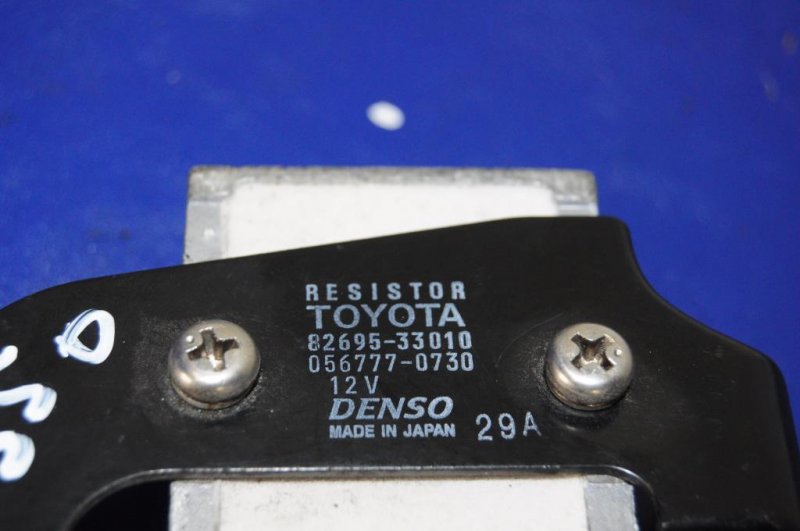 RESISTOR
TOYOTA
82695-33010
056777-0730
12V
DENSO
MADE IN JAPAN 29A